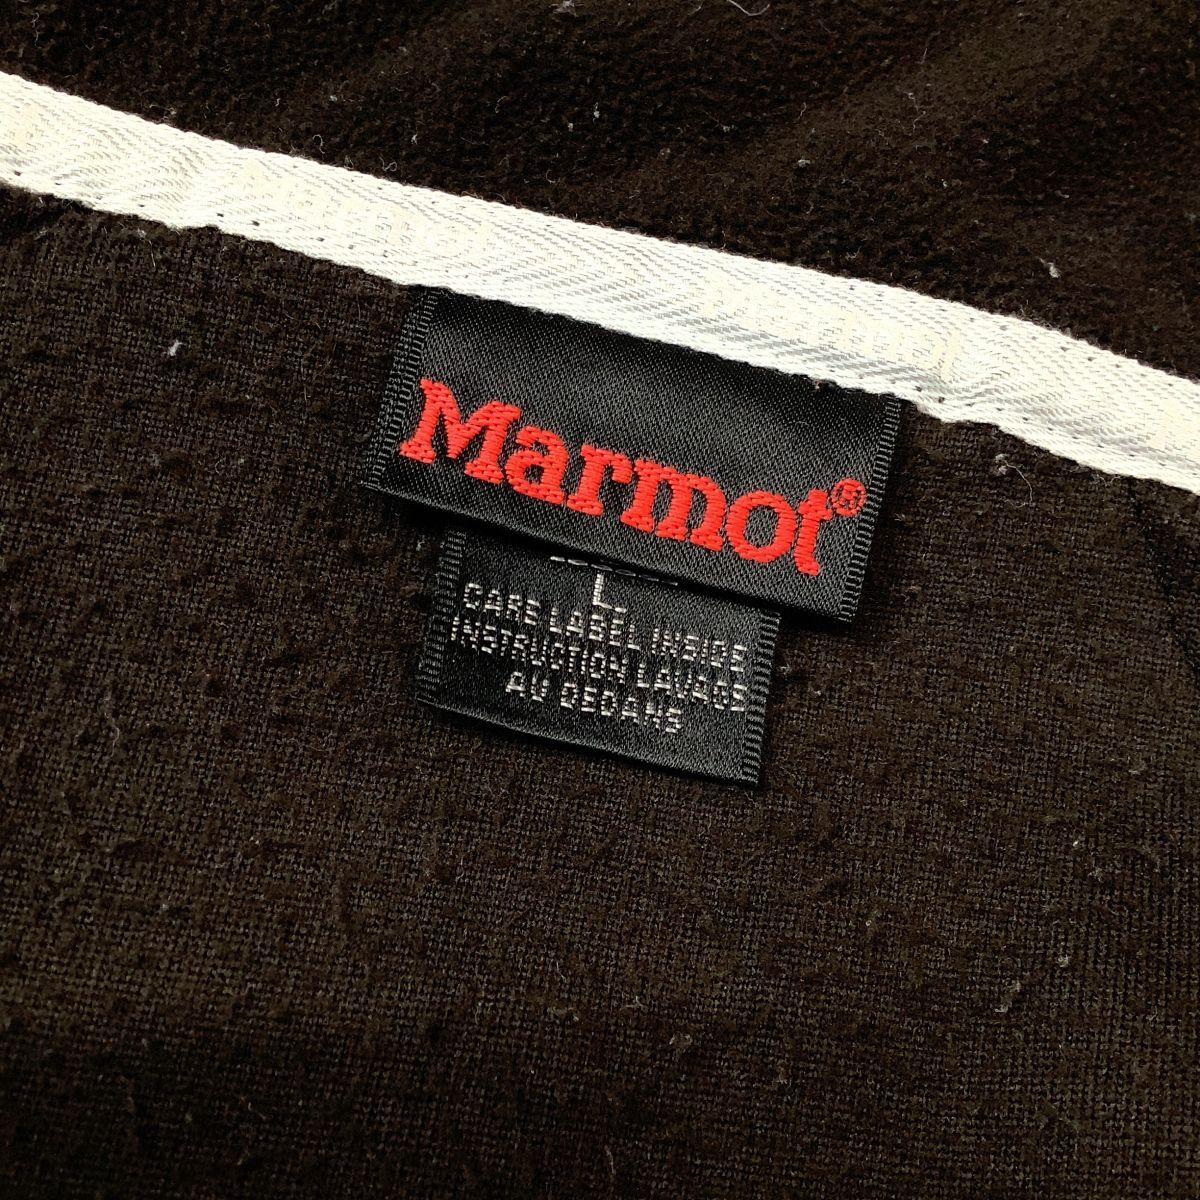 Marmot®
L
CARE LABEL INSIDE
INSTRUCTION LAVAGE
AU DEDANS